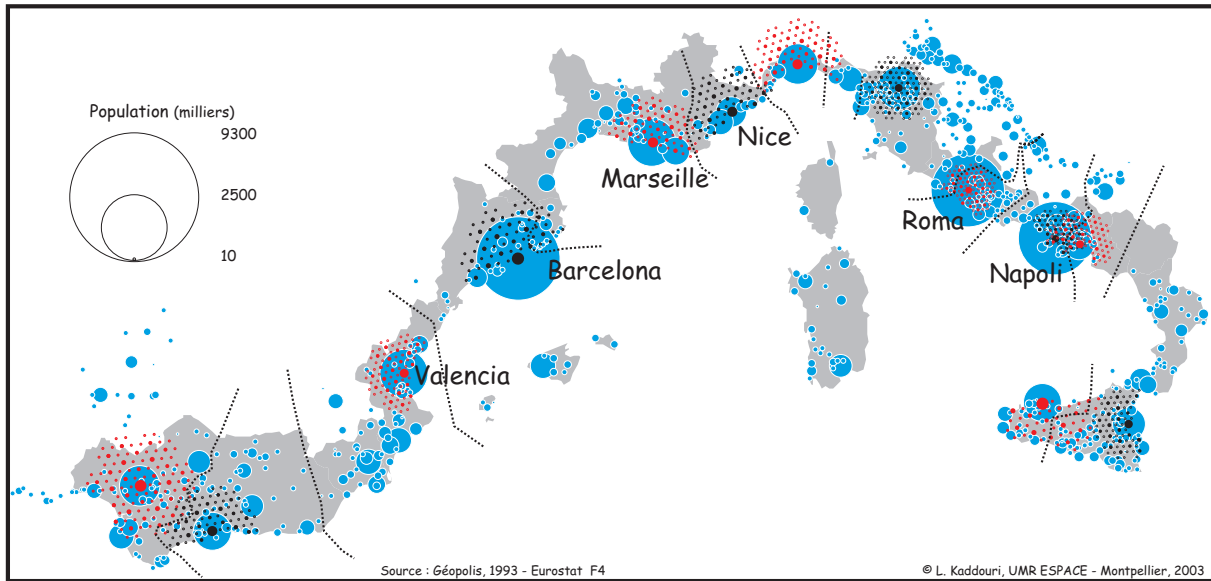 Population (milliers)
9300
2500
10
Nice
Marseille
Roma
Barcelona
Napoli
Valencia
Source : Géopolis, 1993 - Eurostat F4
© L. Kaddouri, UMR ESPACE - Montpellier, 2003